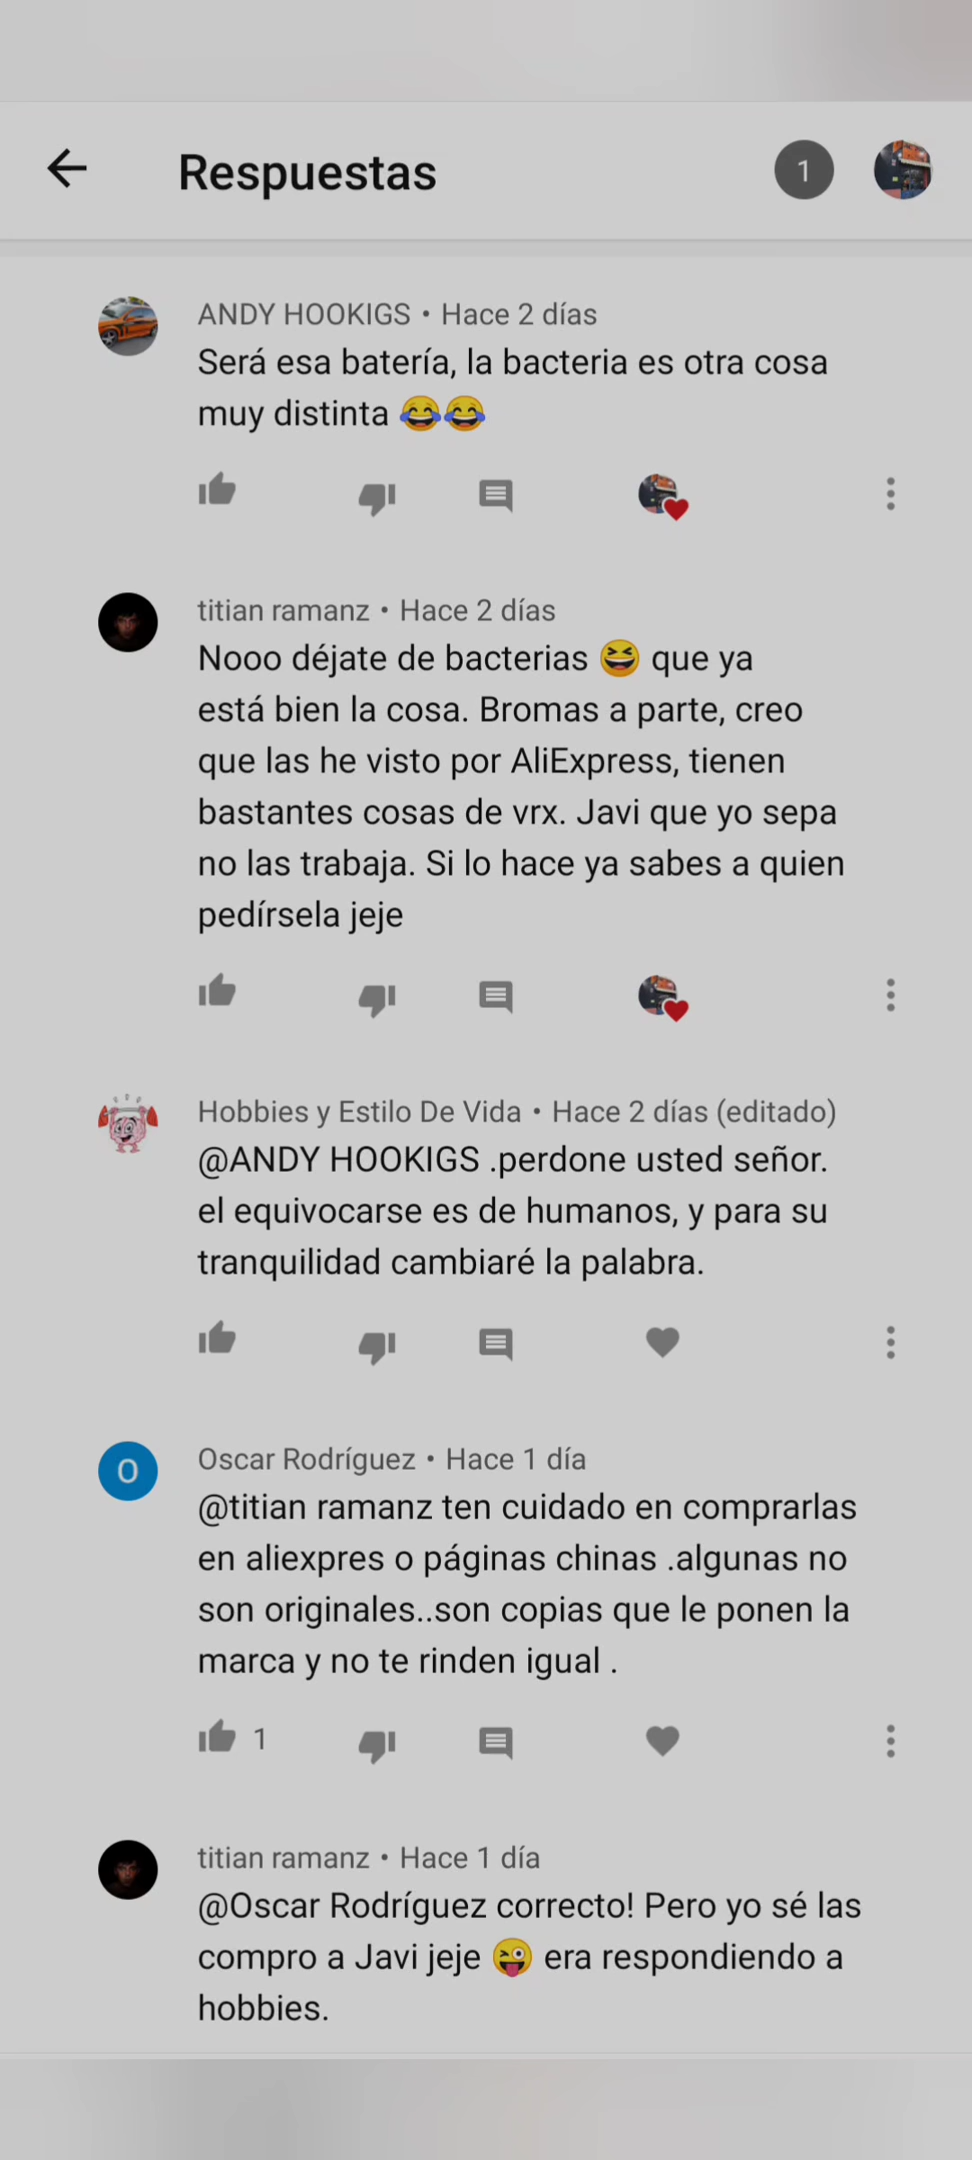 Respuestas
1
ANDY HOOKIGS • Hace 2 días
Será esa batería, la bacteria es otra cosa
muy distinta 😂😂
titian ramanz • Hace 2 días
Nooo déjate de bacterias 😆 que ya
está bien la cosa. Bromas a parte, creo
que las he visto por AliExpress, tienen
bastantes cosas de vrx. Javi que yo sepa
no las trabaja. Si lo hace ya sabes a quien
pedírsela jeje
Hobbies y Estilo De Vida • Hace 2 días (editado)
@ANDY HOOKIGS .perdone usted señor.
el equivocarse es de humanos, y para su
tranquilidad cambiaré la palabra.
O
Oscar Rodríguez • Hace 1 día
@titian ramanz ten cuidado en comprarlas
en aliexpres o páginas chinas .algunas no
son originales..son copias que le ponen la
marca y no te rinden igual .
1
titian ramanz • Hace 1 día
@Oscar Rodríguez correcto! Pero yo sé las
compro a Javi jeje 😜 era respondiendo a
hobbies.